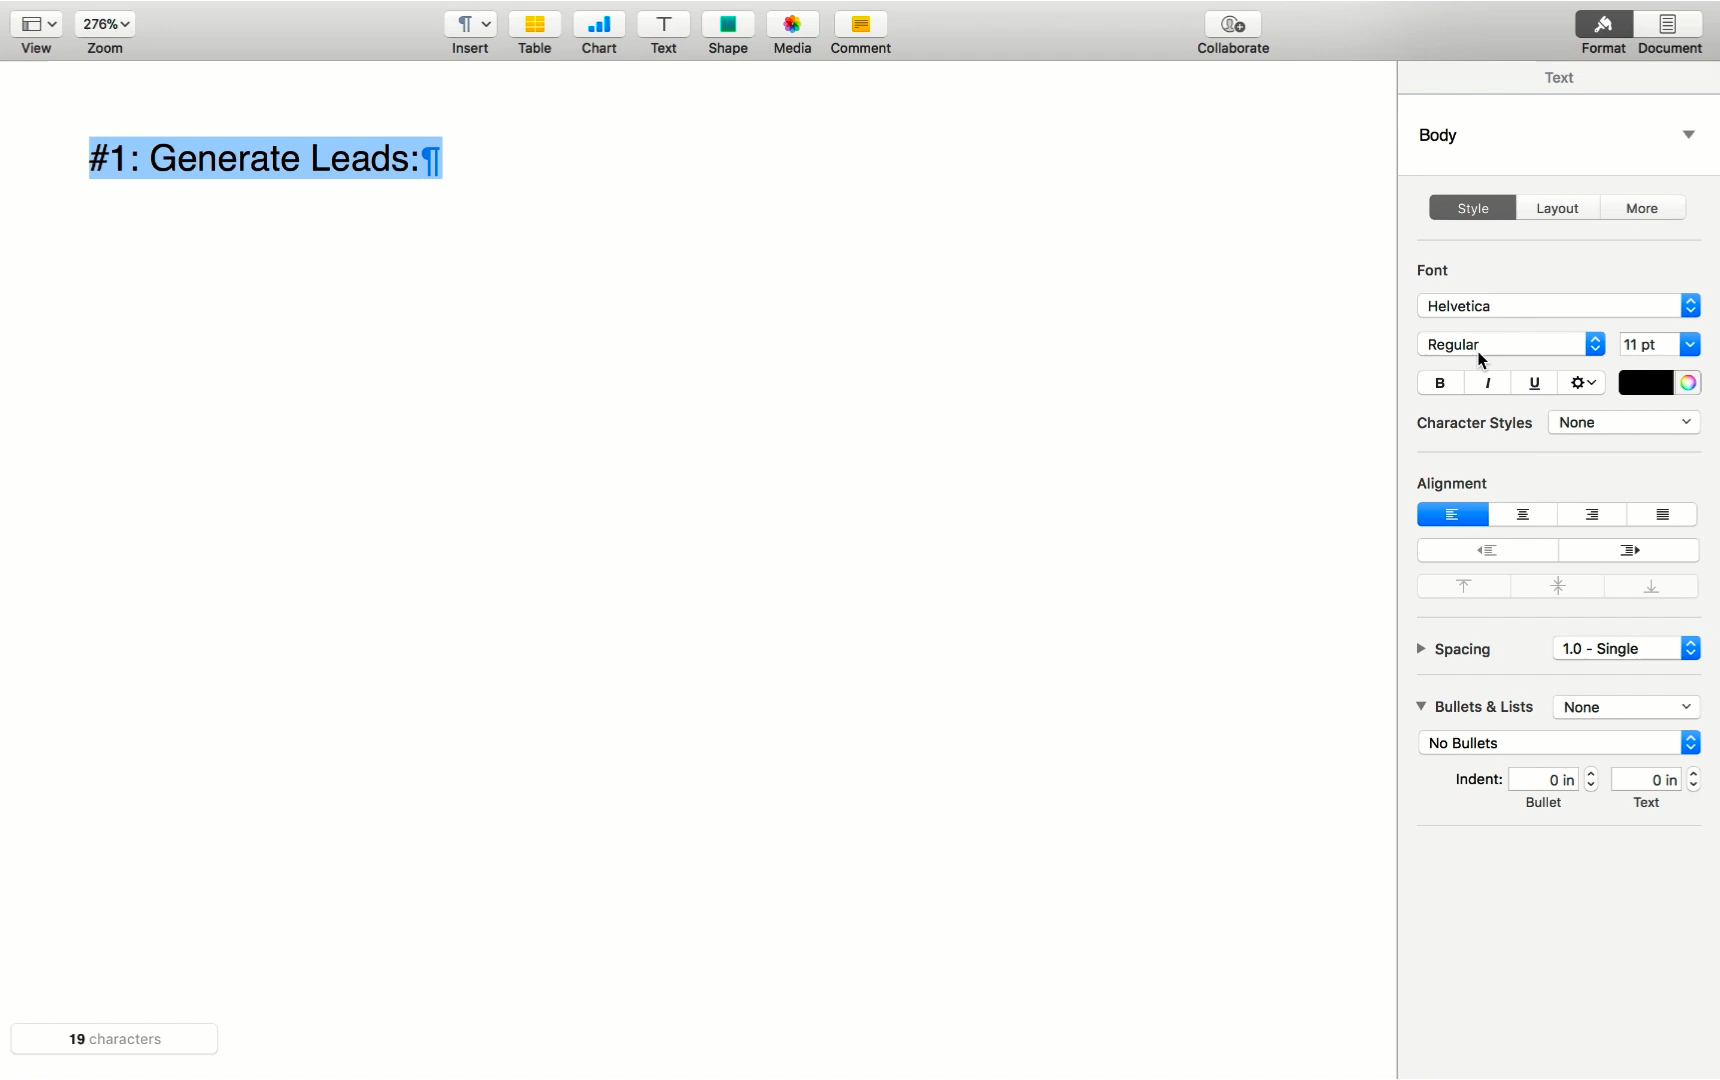 276%
View
Zoom
¶
Insert
Table
Chart
T
Text
Shape
Media
Comment
Collaborate
Format
Document
Text
#1: Generate Leads:¶
Body
Style
Layout
More
Font
Helvetica
Regular
11 pt
B
I
U
Character Styles
None
Alignment
Spacing
1.0 - Single
Bullets & Lists
None
No Bullets
Indent:
0 in
0 in
Bullet
Text
19 characters